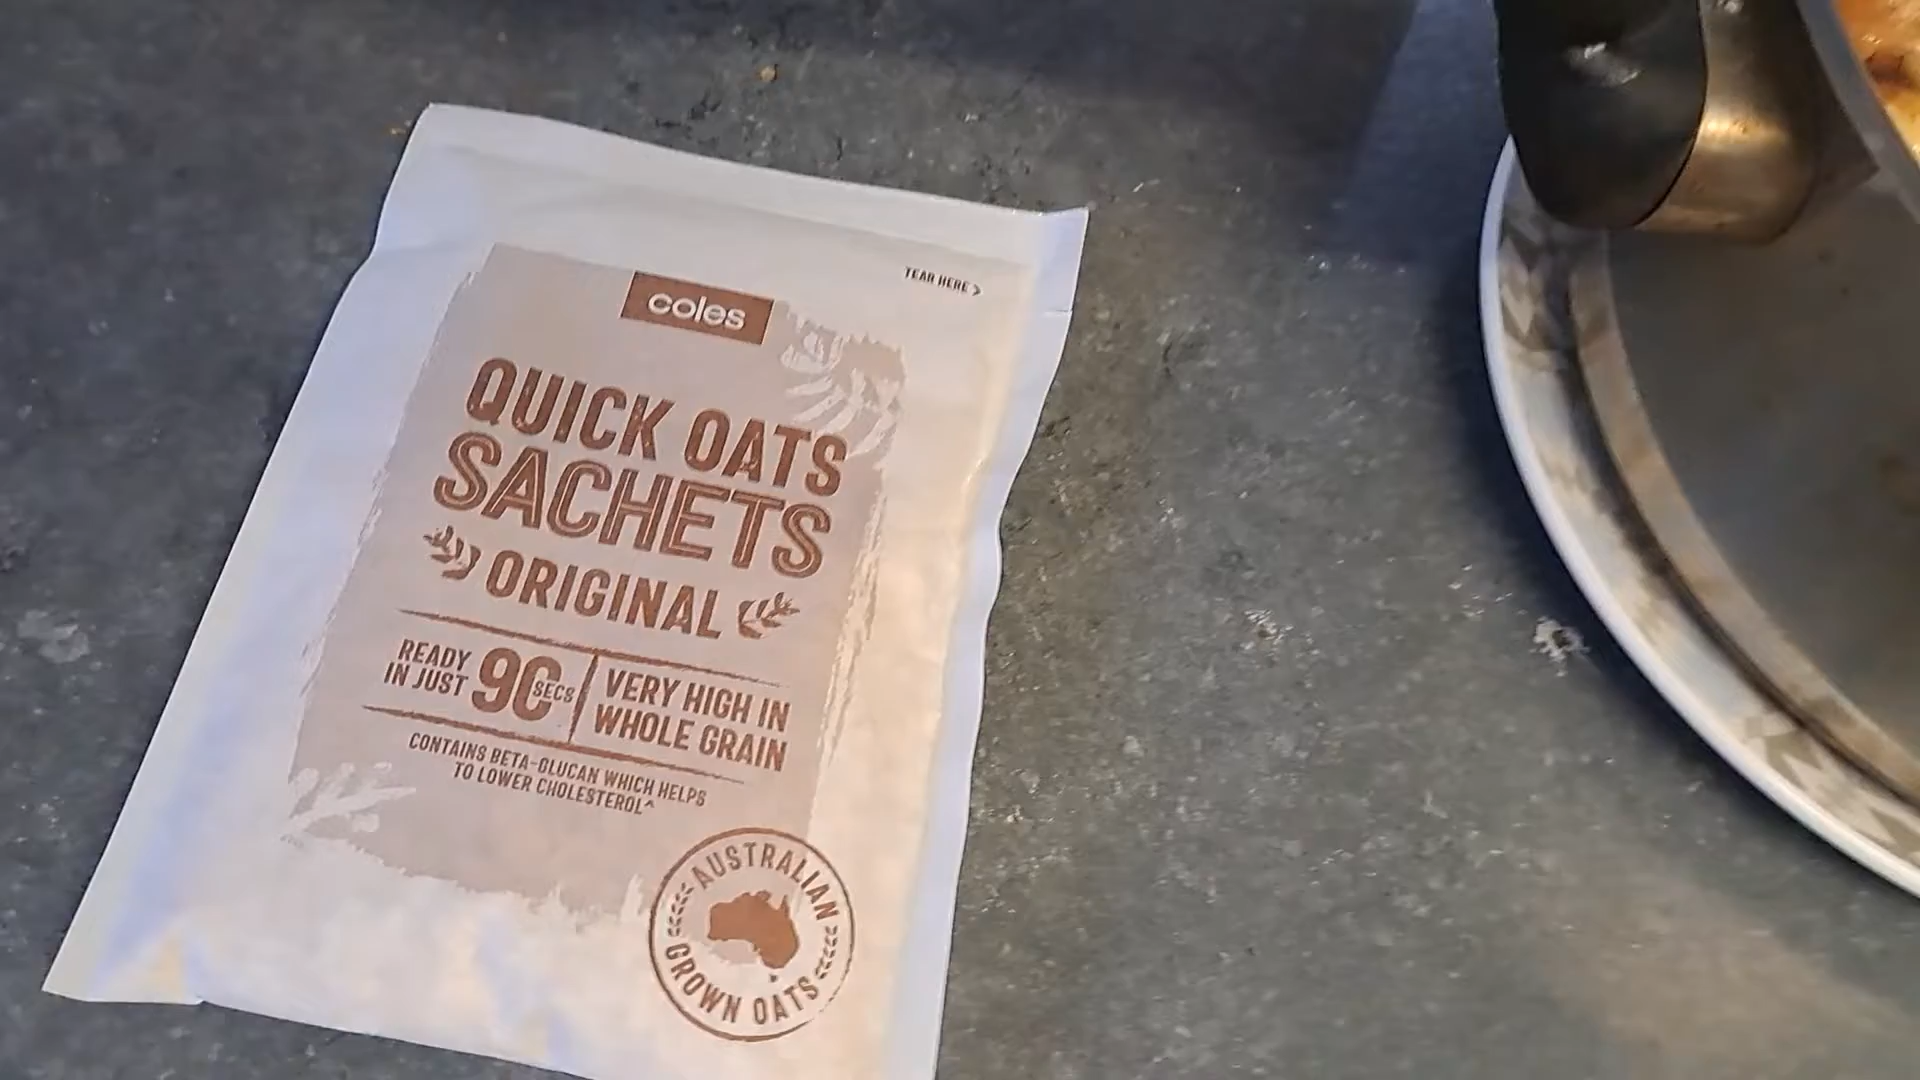 TEAR HERE >
coles
QUICK OATS
SACHETS
ORIGINAL
READY
IN JUST
90
SECS
VERY HIGH IN
WHOLE GRAIN
CONTAINS BETA-GLUCAN WHICH HELPS
TO LOWER CHOLESTEROL^
AUSTRALIAN
GROWN OATS